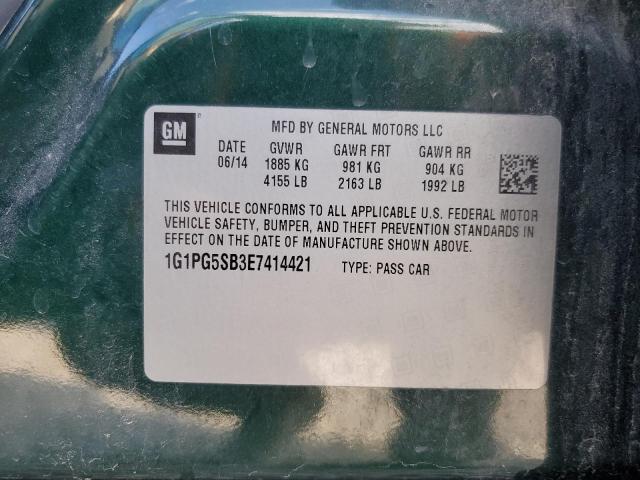 GM
MFD BY GENERAL MOTORS LLC
DATE GVWR GAWR FRT GAWR RR
06/14 1885 KG 981 KG 904 KG
4155 LB 2163 LB 1992 LB
THIS VEHICLE CONFORMS TO ALL APPLICABLE U.S. FEDERAL MOTOR
VEHICLE SAFETY, BUMPER, AND THEFT PREVENTION STANDARDS IN
EFFECT ON THE DATE OF MANUFACTURE SHOWN ABOVE.
1G1PG5SB3E7414421 TYPE: PASS CAR